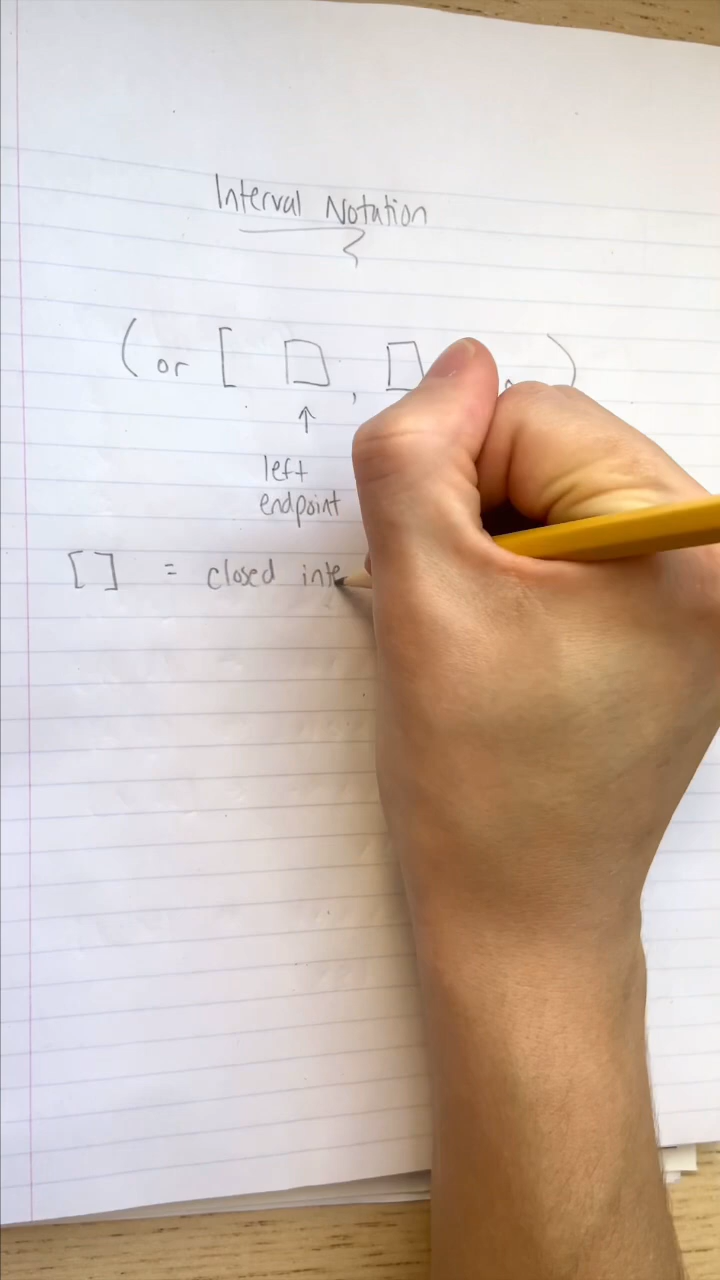 Interval Notation
( or [ □ , □ )
↑
left
endpoint
[ ] = closed inte